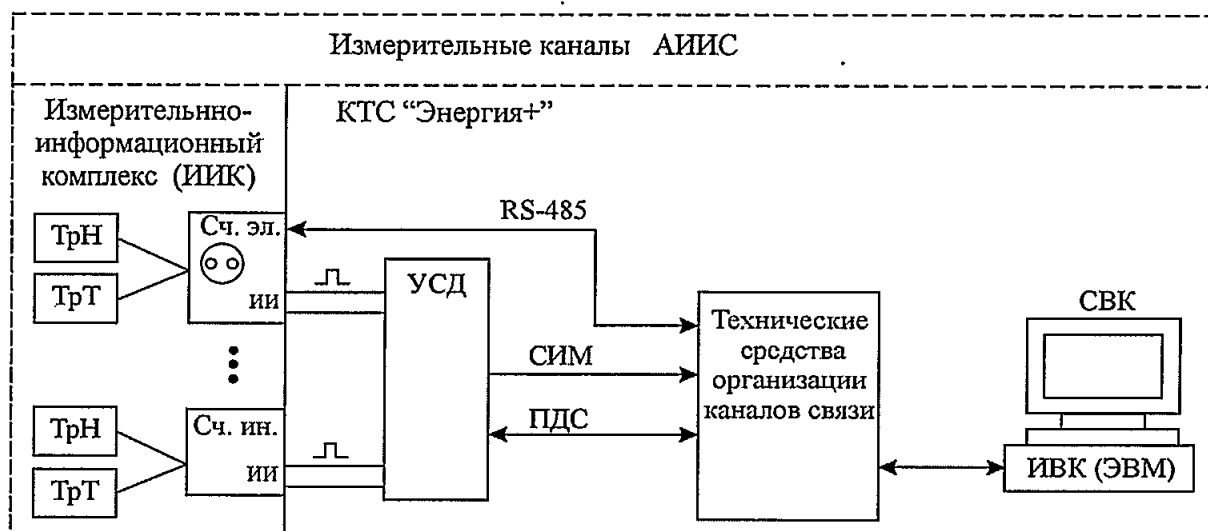 Измерительные каналы АИИС
Измерительнно-
информационный
комплекс (ИИК)
КТС “Энергия+”
RS-485
ТрН
ТрТ
Сч. эл.
ии
УСД
СИМ
ПДС
Технические
средства
организации
каналов связи
СВК
ИВК (ЭВМ)
ТрН
ТрТ
Сч. ин.
ии